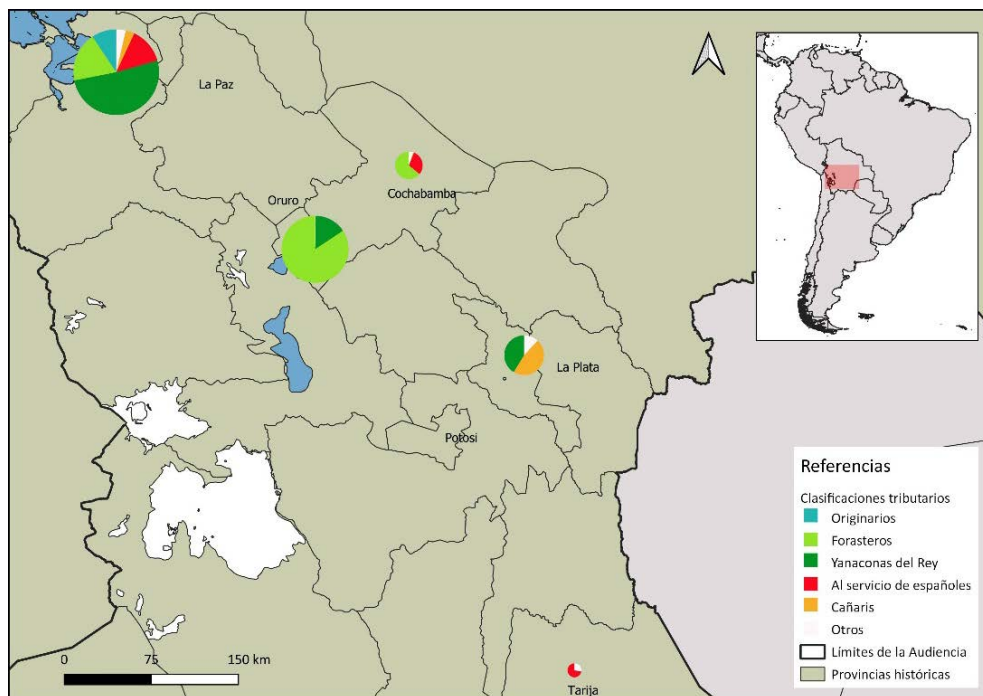 La Paz
Cochabamba
Oruro
La Plata
Potosi
Tarija
0 75 150 km
Referencias
Clasificaciones tributarios
Originarios
Forasteros
Yanaconas del Rey
Al servicio de españoles
Cañaris
Otros
Límites de la Audiencia
Provincias históricas